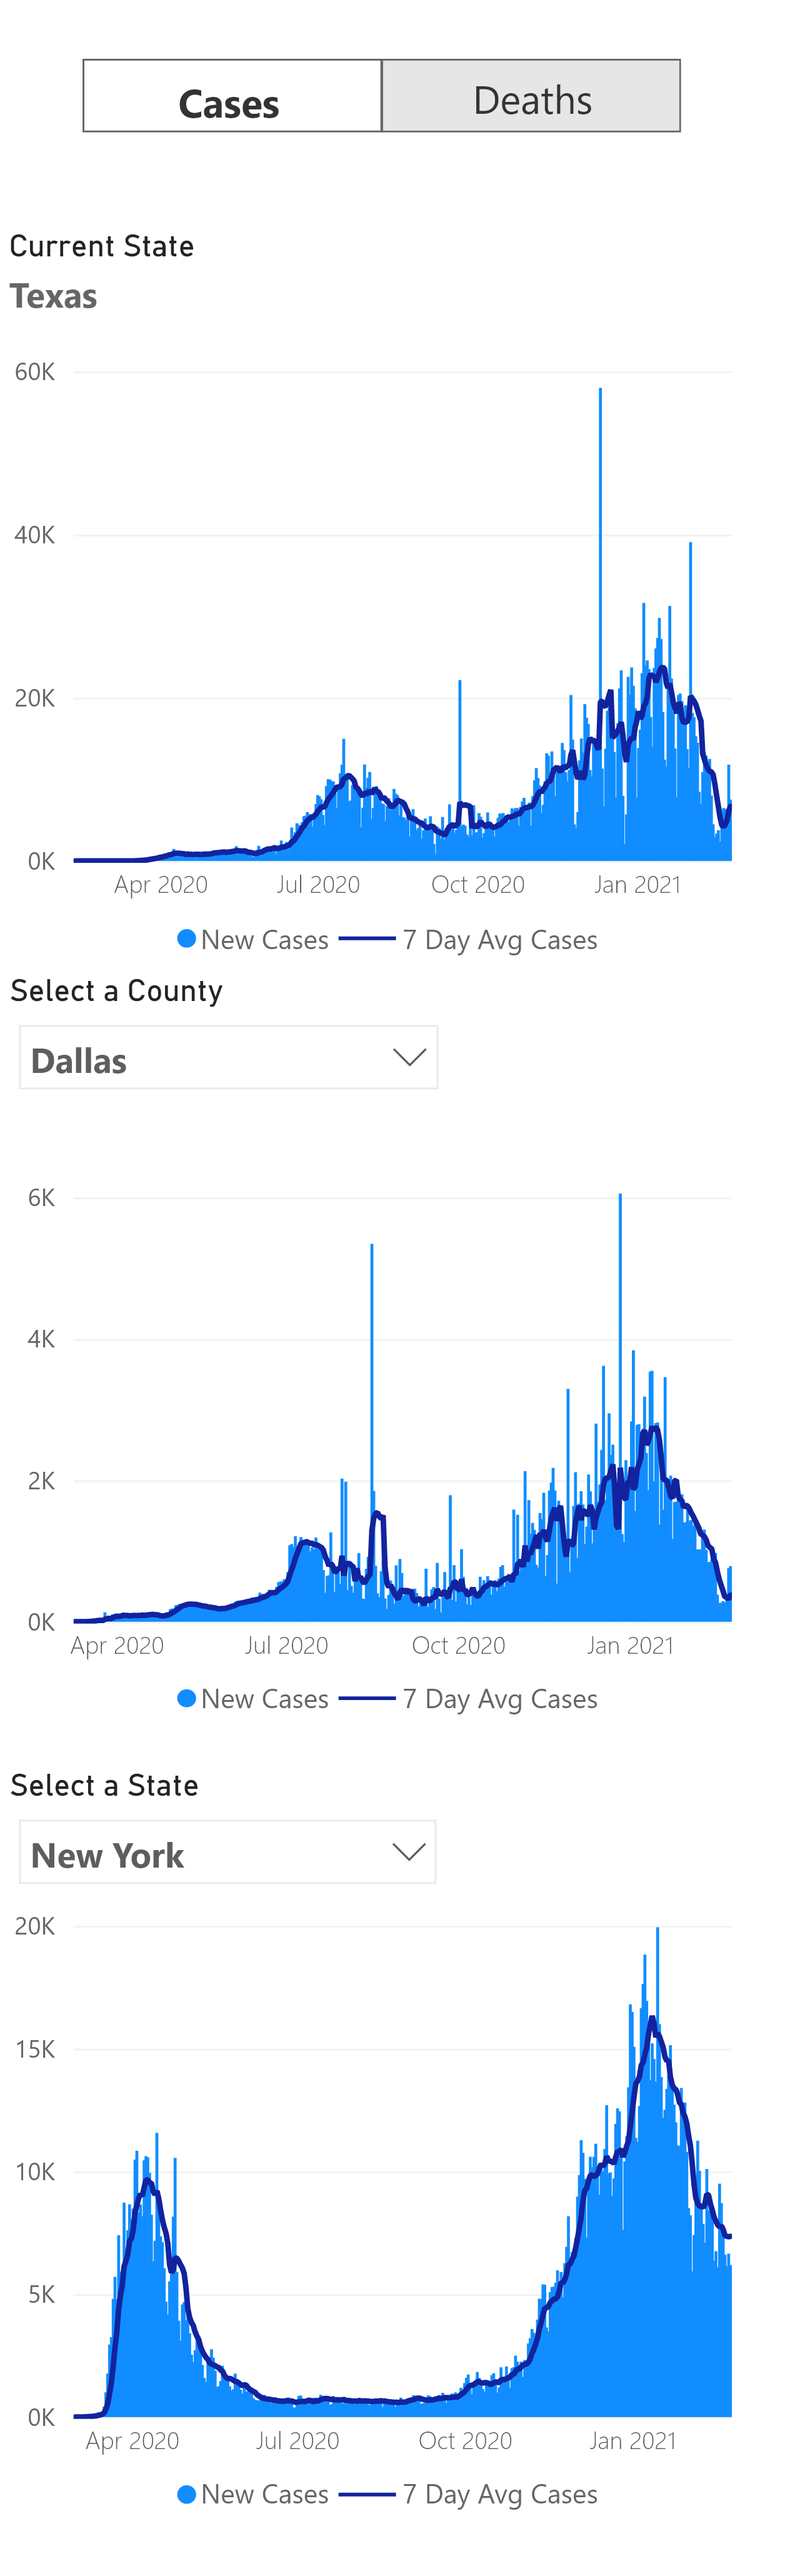 Cases Deaths
Current State
Texas
60K
40K
20K
0K
Apr 2020 Jul 2020 Oct 2020 Jan 2021
New Cases 7 Day Avg Cases
Select a County
Dallas
6K
4K
2K
0K
Apr 2020 Jul 2020 Oct 2020 Jan 2021
New Cases 7 Day Avg Cases
Select a State
New York
20K
15K
10K
5K
0K
Apr 2020 Jul 2020 Oct 2020 Jan 2021
New Cases 7 Day Avg Cases